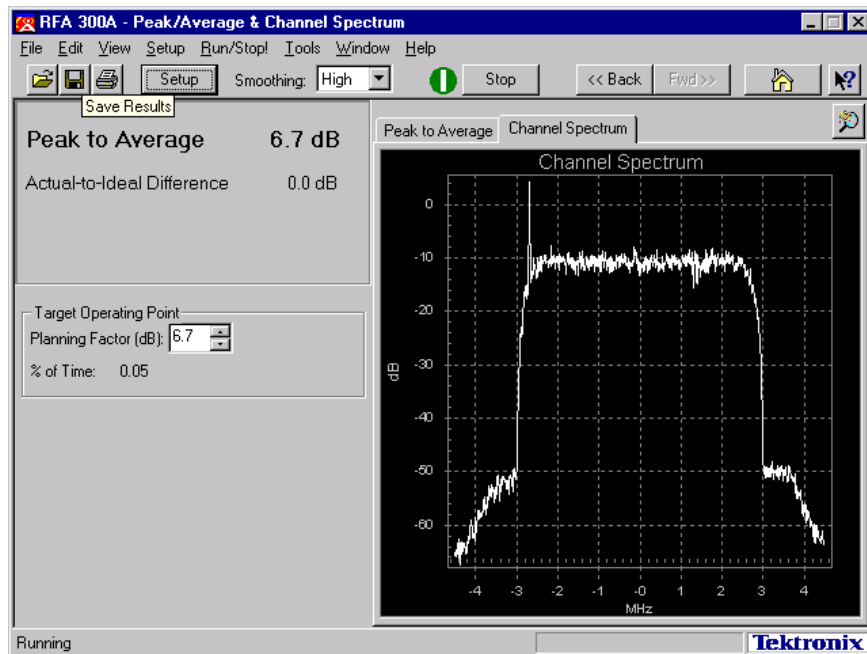 RFA 300A - Peak/Average & Channel Spectrum
File Edit View Setup Run/Stop! Tools Window Help
Setup Smoothing: High Stop << Back Fwd >>
Save Results
Peak to Average 6.7 dB
Actual-to-Ideal Difference 0.0 dB
Target Operating Point
Planning Factor (dB): 6.7
% of Time: 0.05
Peak to Average Channel Spectrum
Channel Spectrum
0
-10
-20
-30
dB
-40
-50
-60
-4 -3 -2 -1 -0 1 2 3 4
MHz
Running
Tektronix